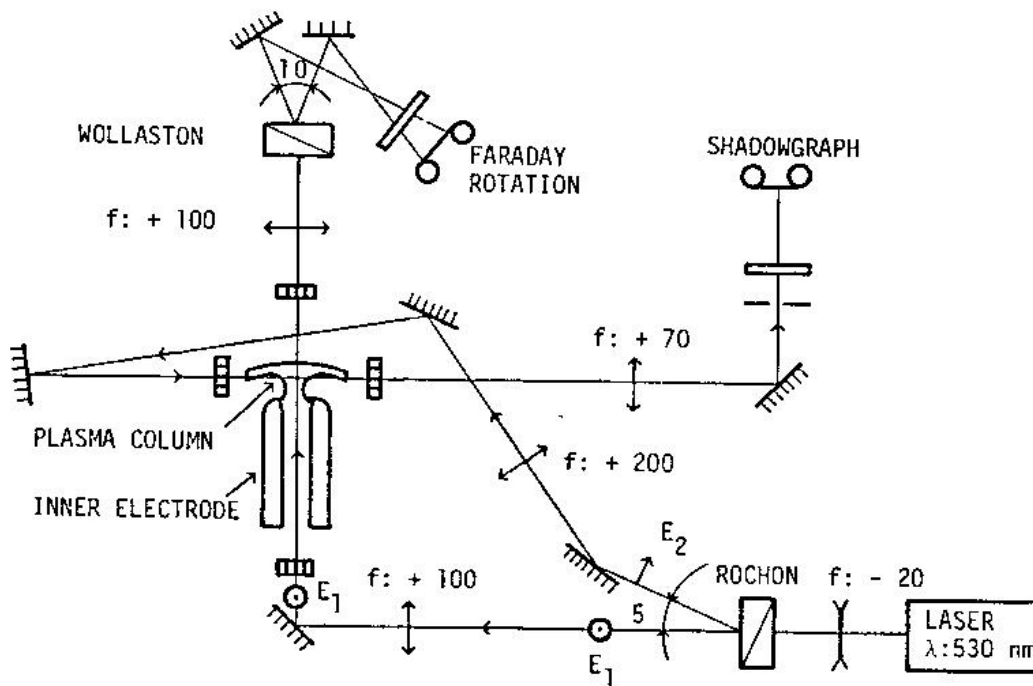 10
WOLLASTON
FARADAY
ROTATION
SHADOWGRAPH
f: + 100
f: + 70
PLASMA COLUMN
f: + 200
INNER ELECTRODE
E2
f: + 100
ROCHON
f: - 20
E1
5
E1
LASER
λ:530 nm